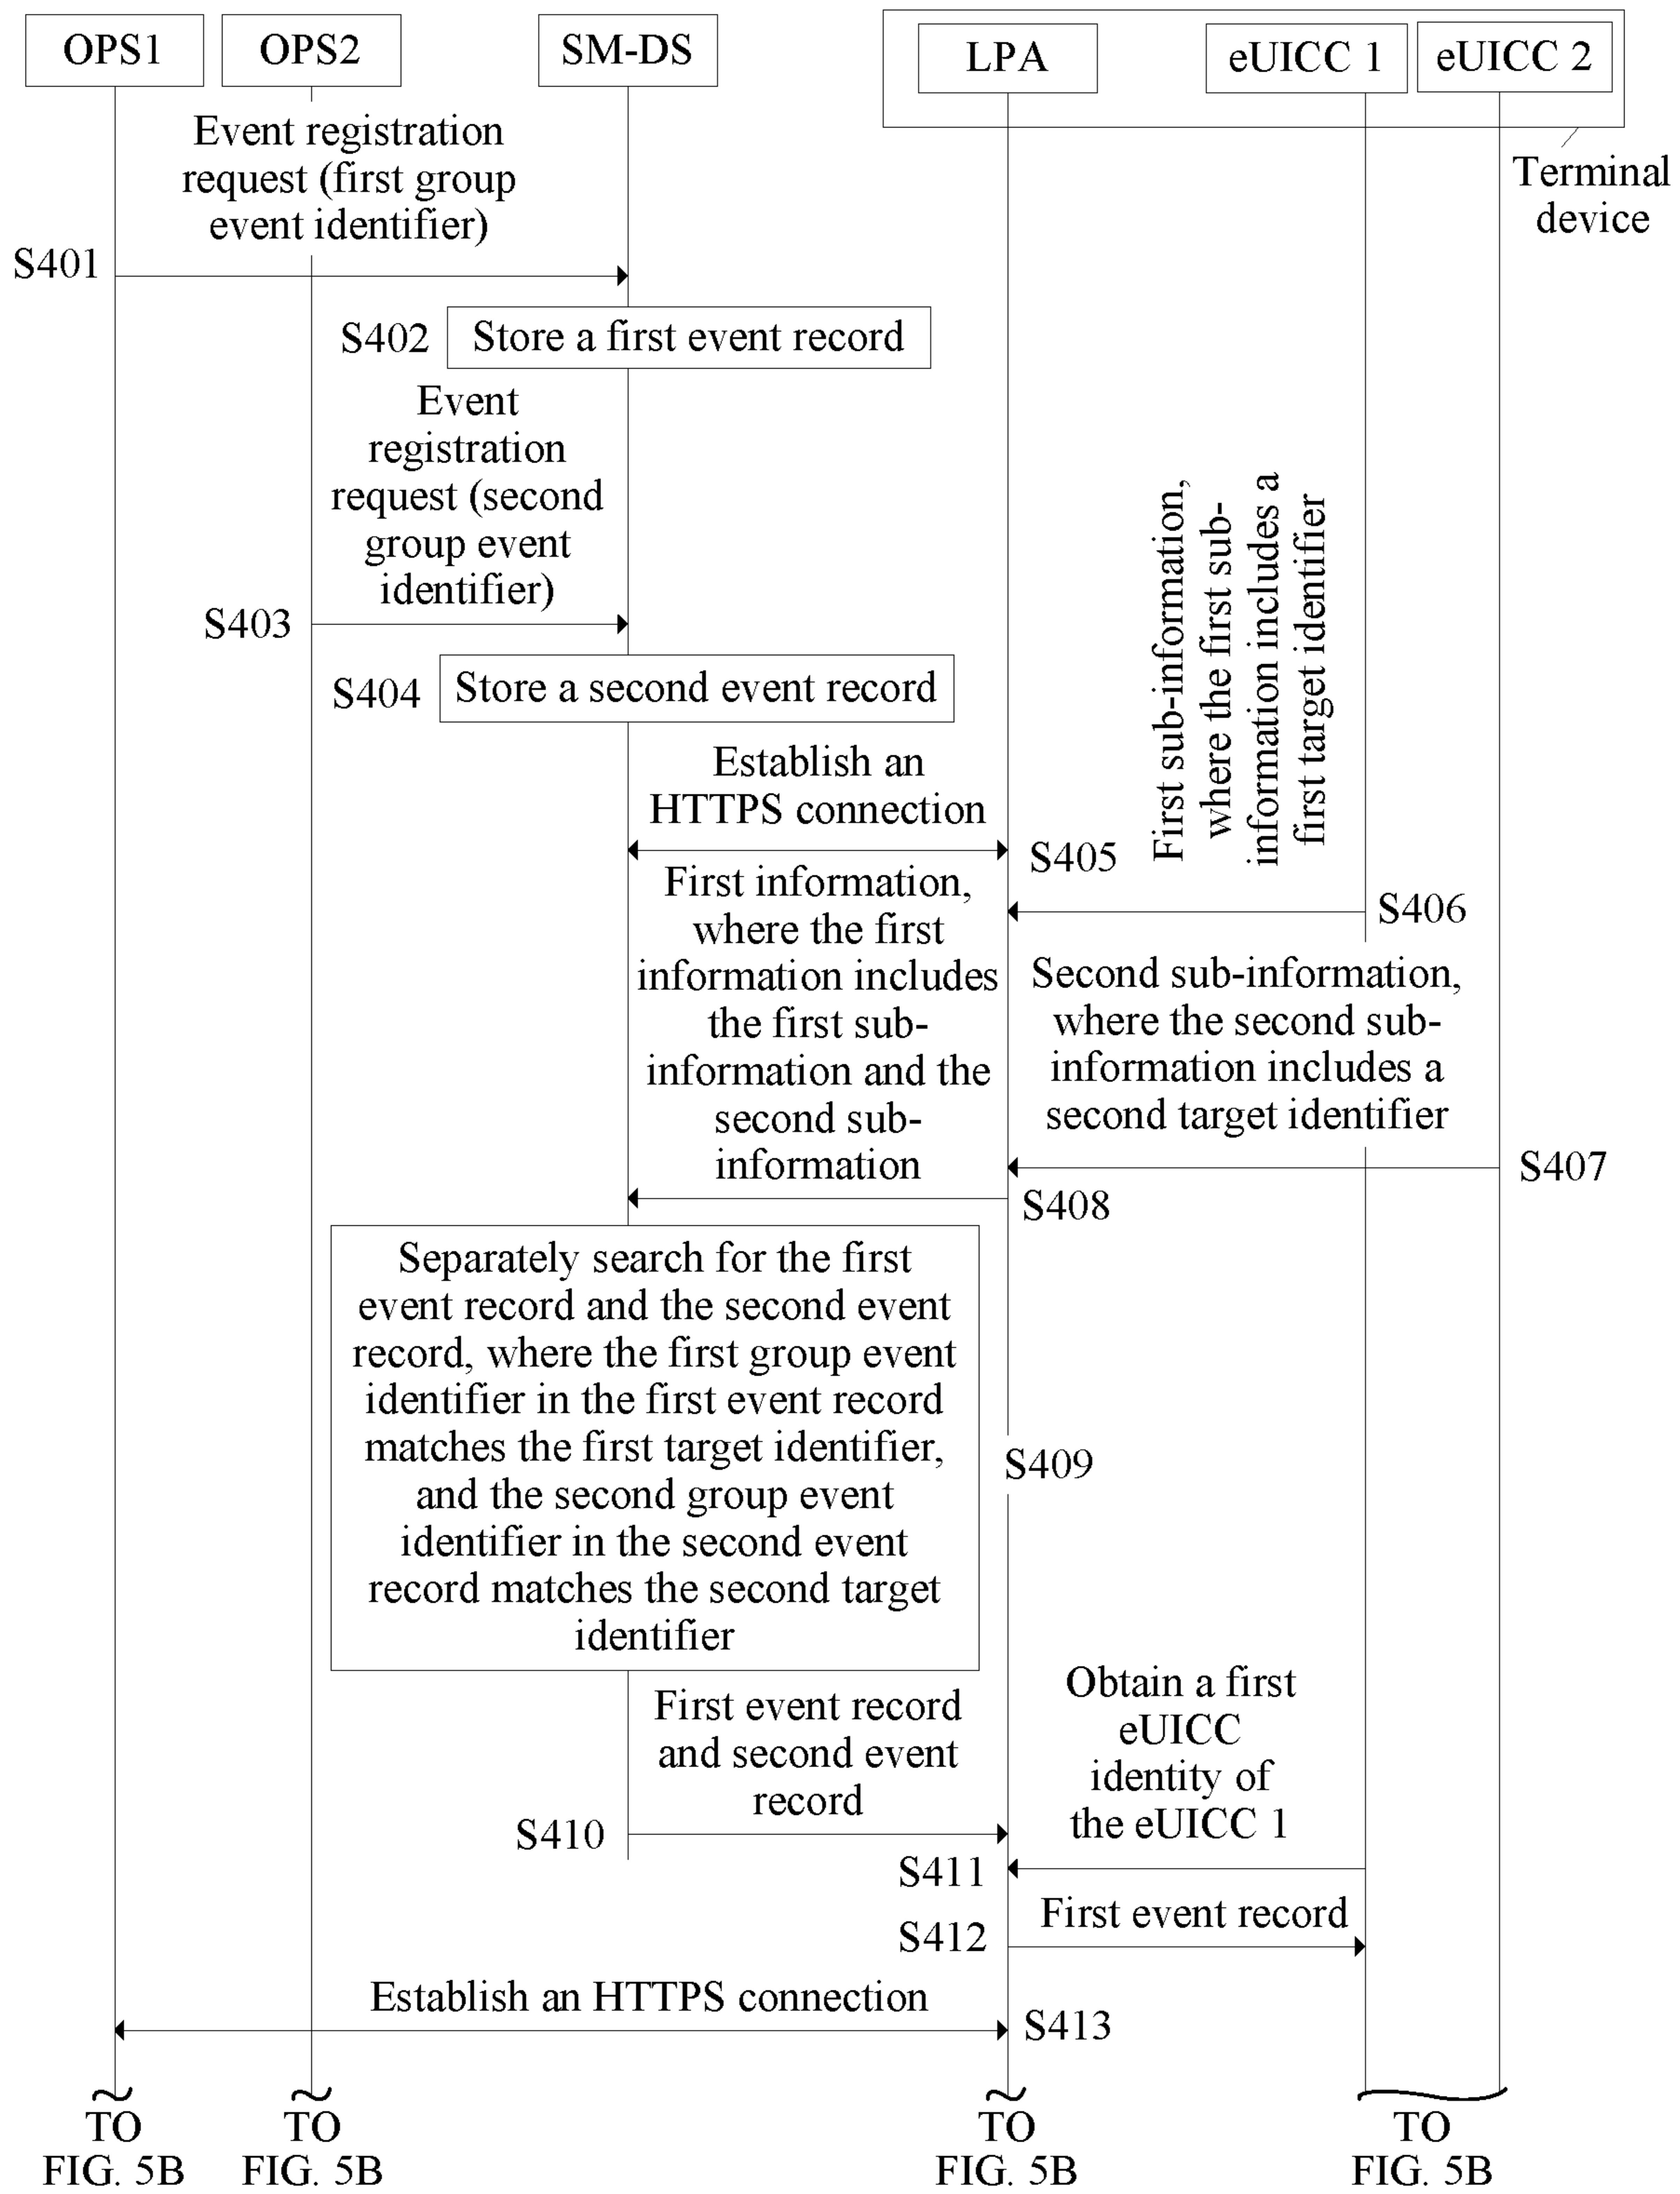 OPS1
OPS2
SM-DS
LPA
eUICC 1
eUICC 2
Terminal
device
Event registration
request (first group
event identifier)
S401
S402
Store a first event record
Event
registration
request (second
group event
identifier)
S403
S404
Store a second event record
Establish an
HTTPS connection
S405
First sub-information,
where the first sub-
information includes a
first target identifier
S406
Second sub-information,
where the second sub-
information includes a
second target identifier
S407
First information,
where the first
information includes
the first sub-
information and the
second sub-
information
S408
Separately search for the first
event record and the second event
record, where the first group event
identifier in the first event record
matches the first target identifier,
and the second group event
identifier in the second event
record matches the second target
identifier
S409
First event record
and second event
record
S410
Obtain a first
eUICC
identity of
the eUICC 1
S411
First event record
S412
Establish an HTTPS connection
S413
TO
FIG. 5B
TO
FIG. 5B
TO
FIG. 5B
TO
FIG. 5B